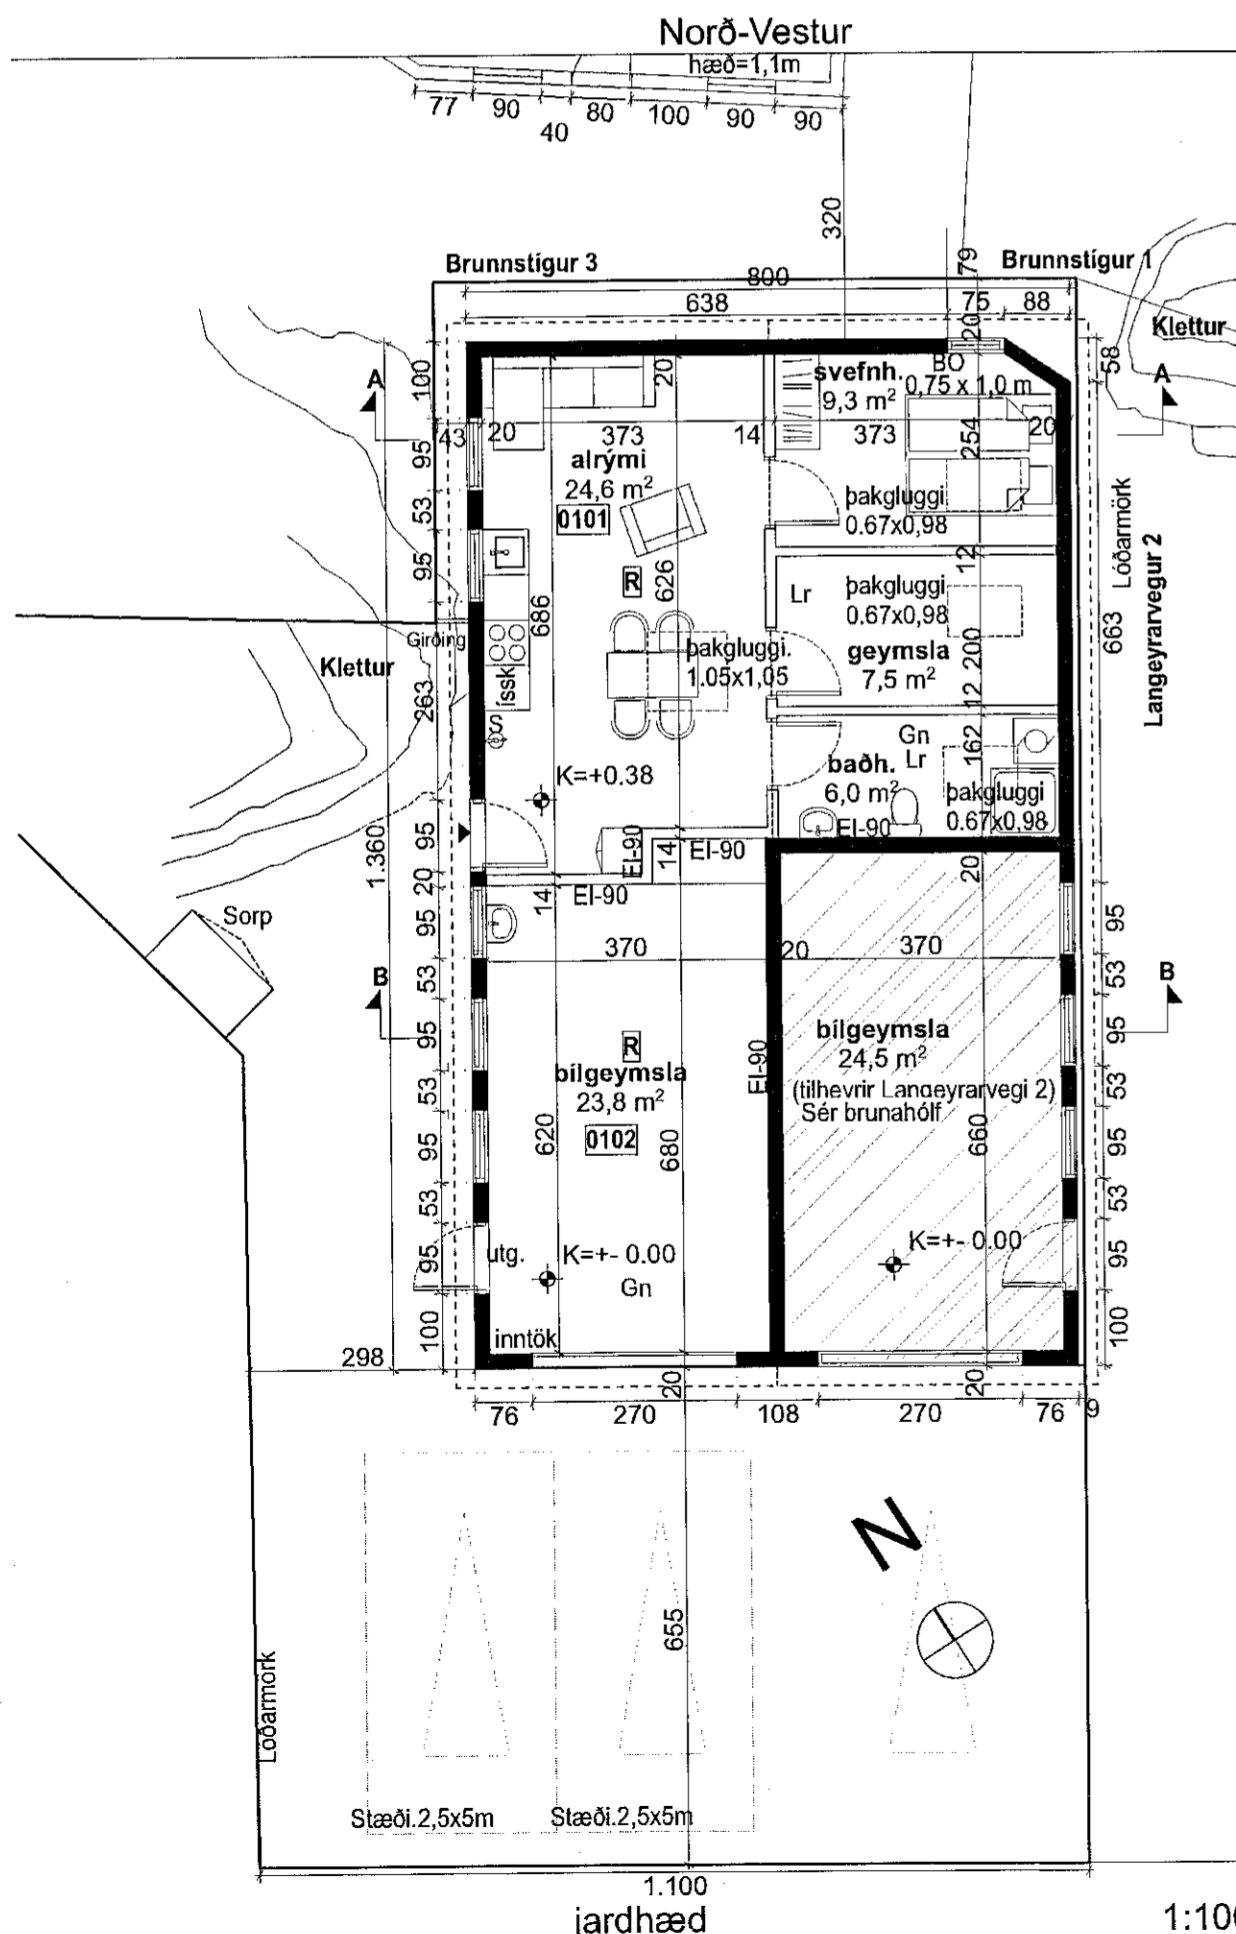 Norð-Vestur
hæð=1,1m
77 90 40 80 100 90 90
320
Brunnstígur 3
Brunnstígur 1
800
79
638 75 88
20
Klettur
58
A
A
100
BO
0,75 x 1,0 m
svefnh.
9,3 m²
20
43 20 373 14 373 254 20
alrými
24,6 m²
0101
95
53
95
þakgluggi
0.67x0,98
Lóðarmörk
Langeyrarvegur 2
12
R
626
686
Lr
þakgluggi
0.67x0,98
663
Girðing
Klettur
íssk
þakgluggi.
1.05x1,05
geymsla
7,5 m²
200
12
263
S
Gn
Lr
162
baðh.
6,0 m²
þakgluggi
0.67x0,98
K=+0.38
EI-90
1.360
95
EI-90
14
EI-90
20
20
14
EI-90
Sorp
95
95
370
20
370
53
53
B
B
95
95
R
bílgeymsla
23,8 m²
0102
EI-90
bílgeymsla
24,5 m²
(tilheyrir Langeyrarvegi 2)
Sér brunahólf
53
53
95
95
620
680
660
53
53
utg.
K=+- 0.00
Gn
K=+- 0.00
95
95
100
100
inntök
298
20
20
76 270 108 270 76 9
N
655
Lóðarmörk
Stæði.2,5x5m
Stæði.2,5x5m
1.100
jardhæd